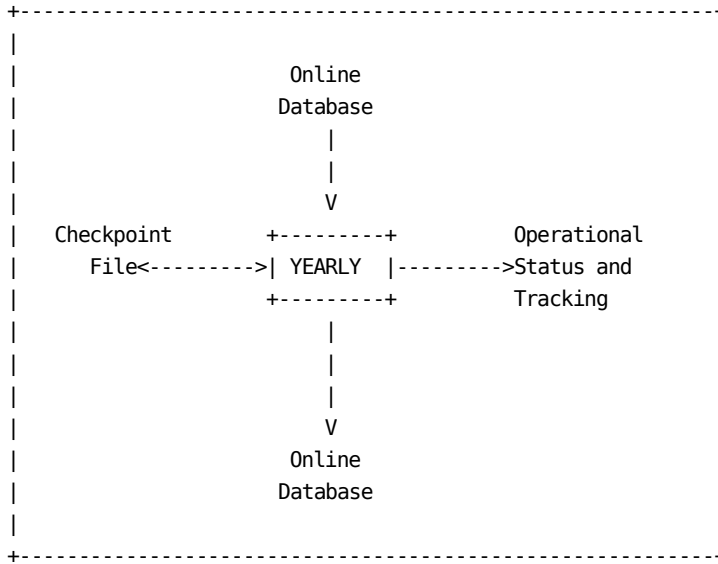 Online
Database
V
Checkpoint Operational
File<--------->| YEARLY |--------->Status and
Tracking
V
Online
Database